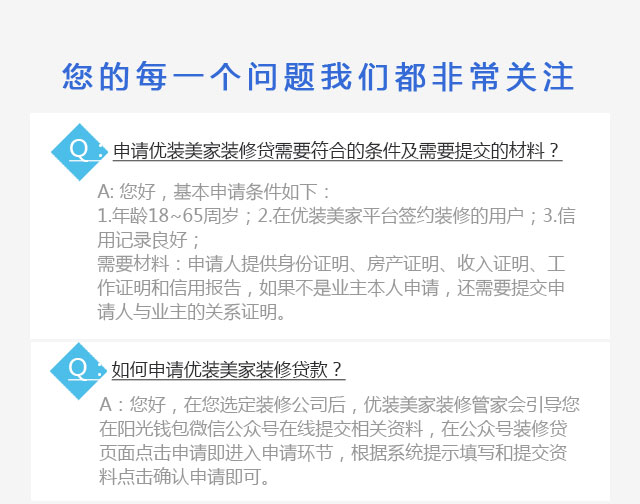 您的每一个问题我们都非常关注
Q：申请优装美家装修贷需要符合的条件及需要提交的材料？
A: 您好，基本申请条件如下：
1.年龄18~65周岁；2.在优装美家平台签约装修的用户；3.信
用记录良好；
需要材料：申请人提供身份证明、房产证明、收入证明、工
作证明和信用报告，如果不是业主本人申请，还需要提交申
请人与业主的关系证明。
Q：如何申请优装美家装修贷款？
A：您好，在您选定装修公司后，优装美家装修管家会引导您
在阳光钱包微信公众号在线提交相关资料，在公众号装修贷
页面点击申请即进入申请环节，根据系统提示填写和提交资
料点击确认申请即可。